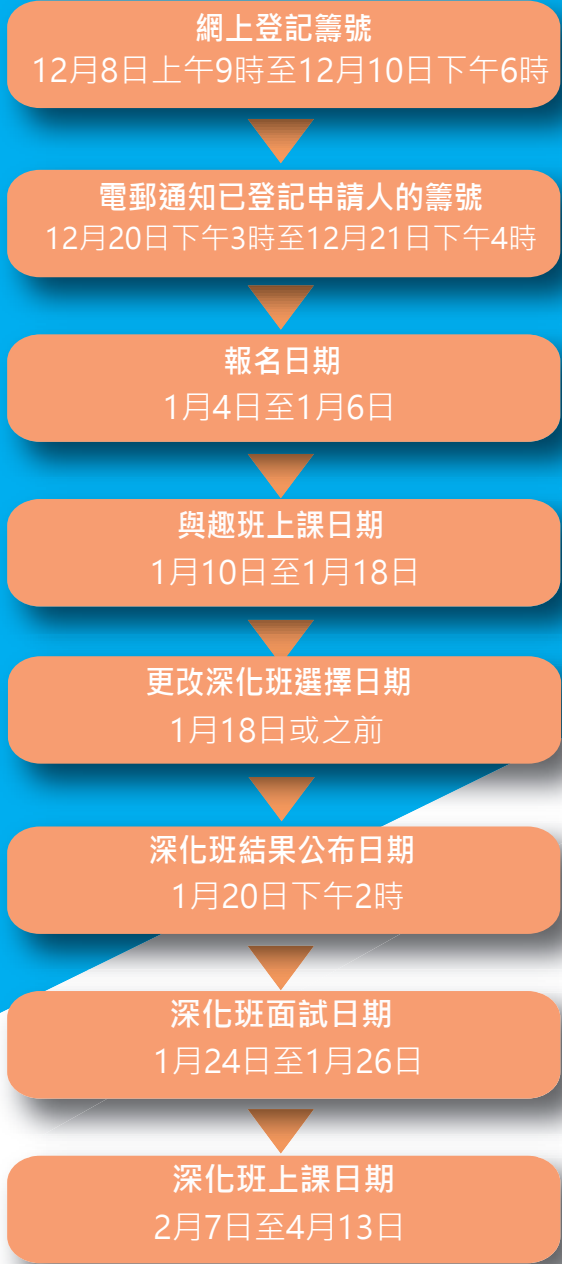 網上登記籌號
12月8日上午9時至12月10日下午6時
電郵通知已登記申請人的籌號
12月20日下午3時至12月21日下午4時
報名日期
1月4日至1月6日
與趣班上課日期
1月10日至1月18日
更改深化班選擇日期
1月18日或之前
深化班結果公布日期
1月20日下午2時
深化班面試日期
1月24日至1月26日
深化班上課日期
2月7日至4月13日